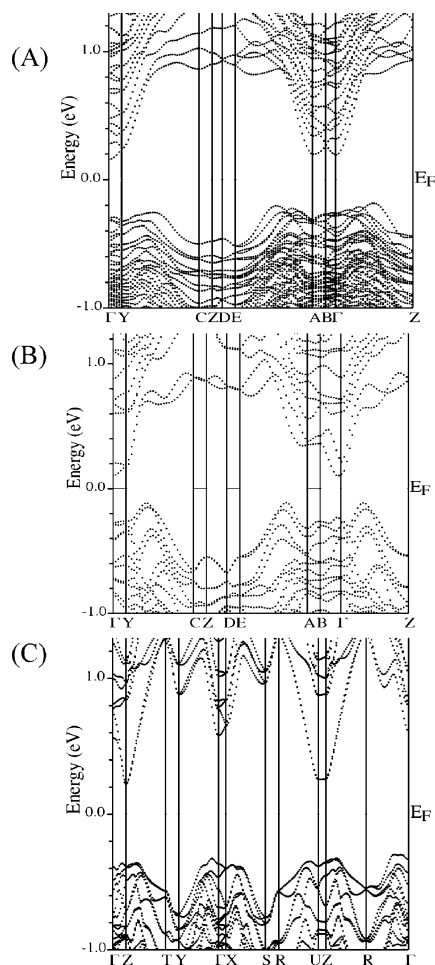 (A)
Energy (eV)
1.0
0.0
-1.0
E_F
Γ Y C Z D E A B Γ Z
(B)
Energy (eV)
1.0
0.0
-1.0
E_F
Γ Y C Z D E A B Γ Z
(C)
Energy (eV)
1.0
0.0
-1.0
E_F
Γ Z T Y Γ X S R U Z R Γ